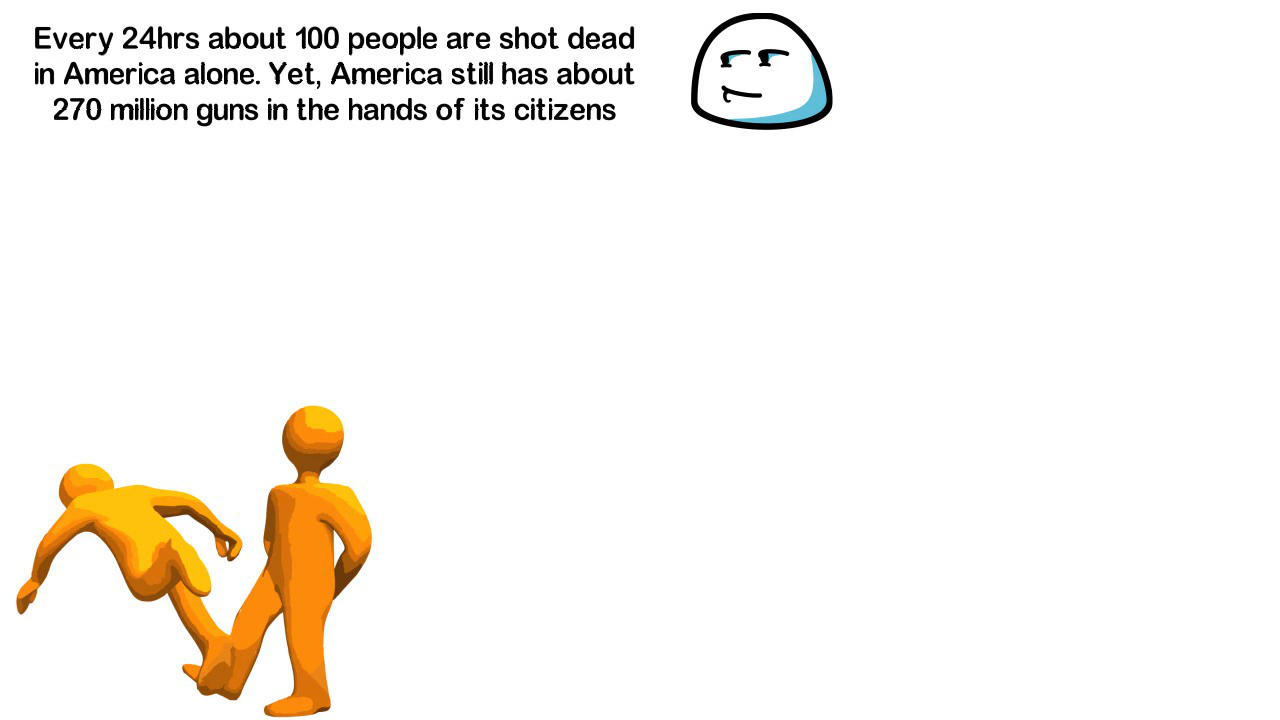 Every 24hrs about 100 people are shot dead
in America alone. Yet, America still has about
270 million guns in the hands of its citizens